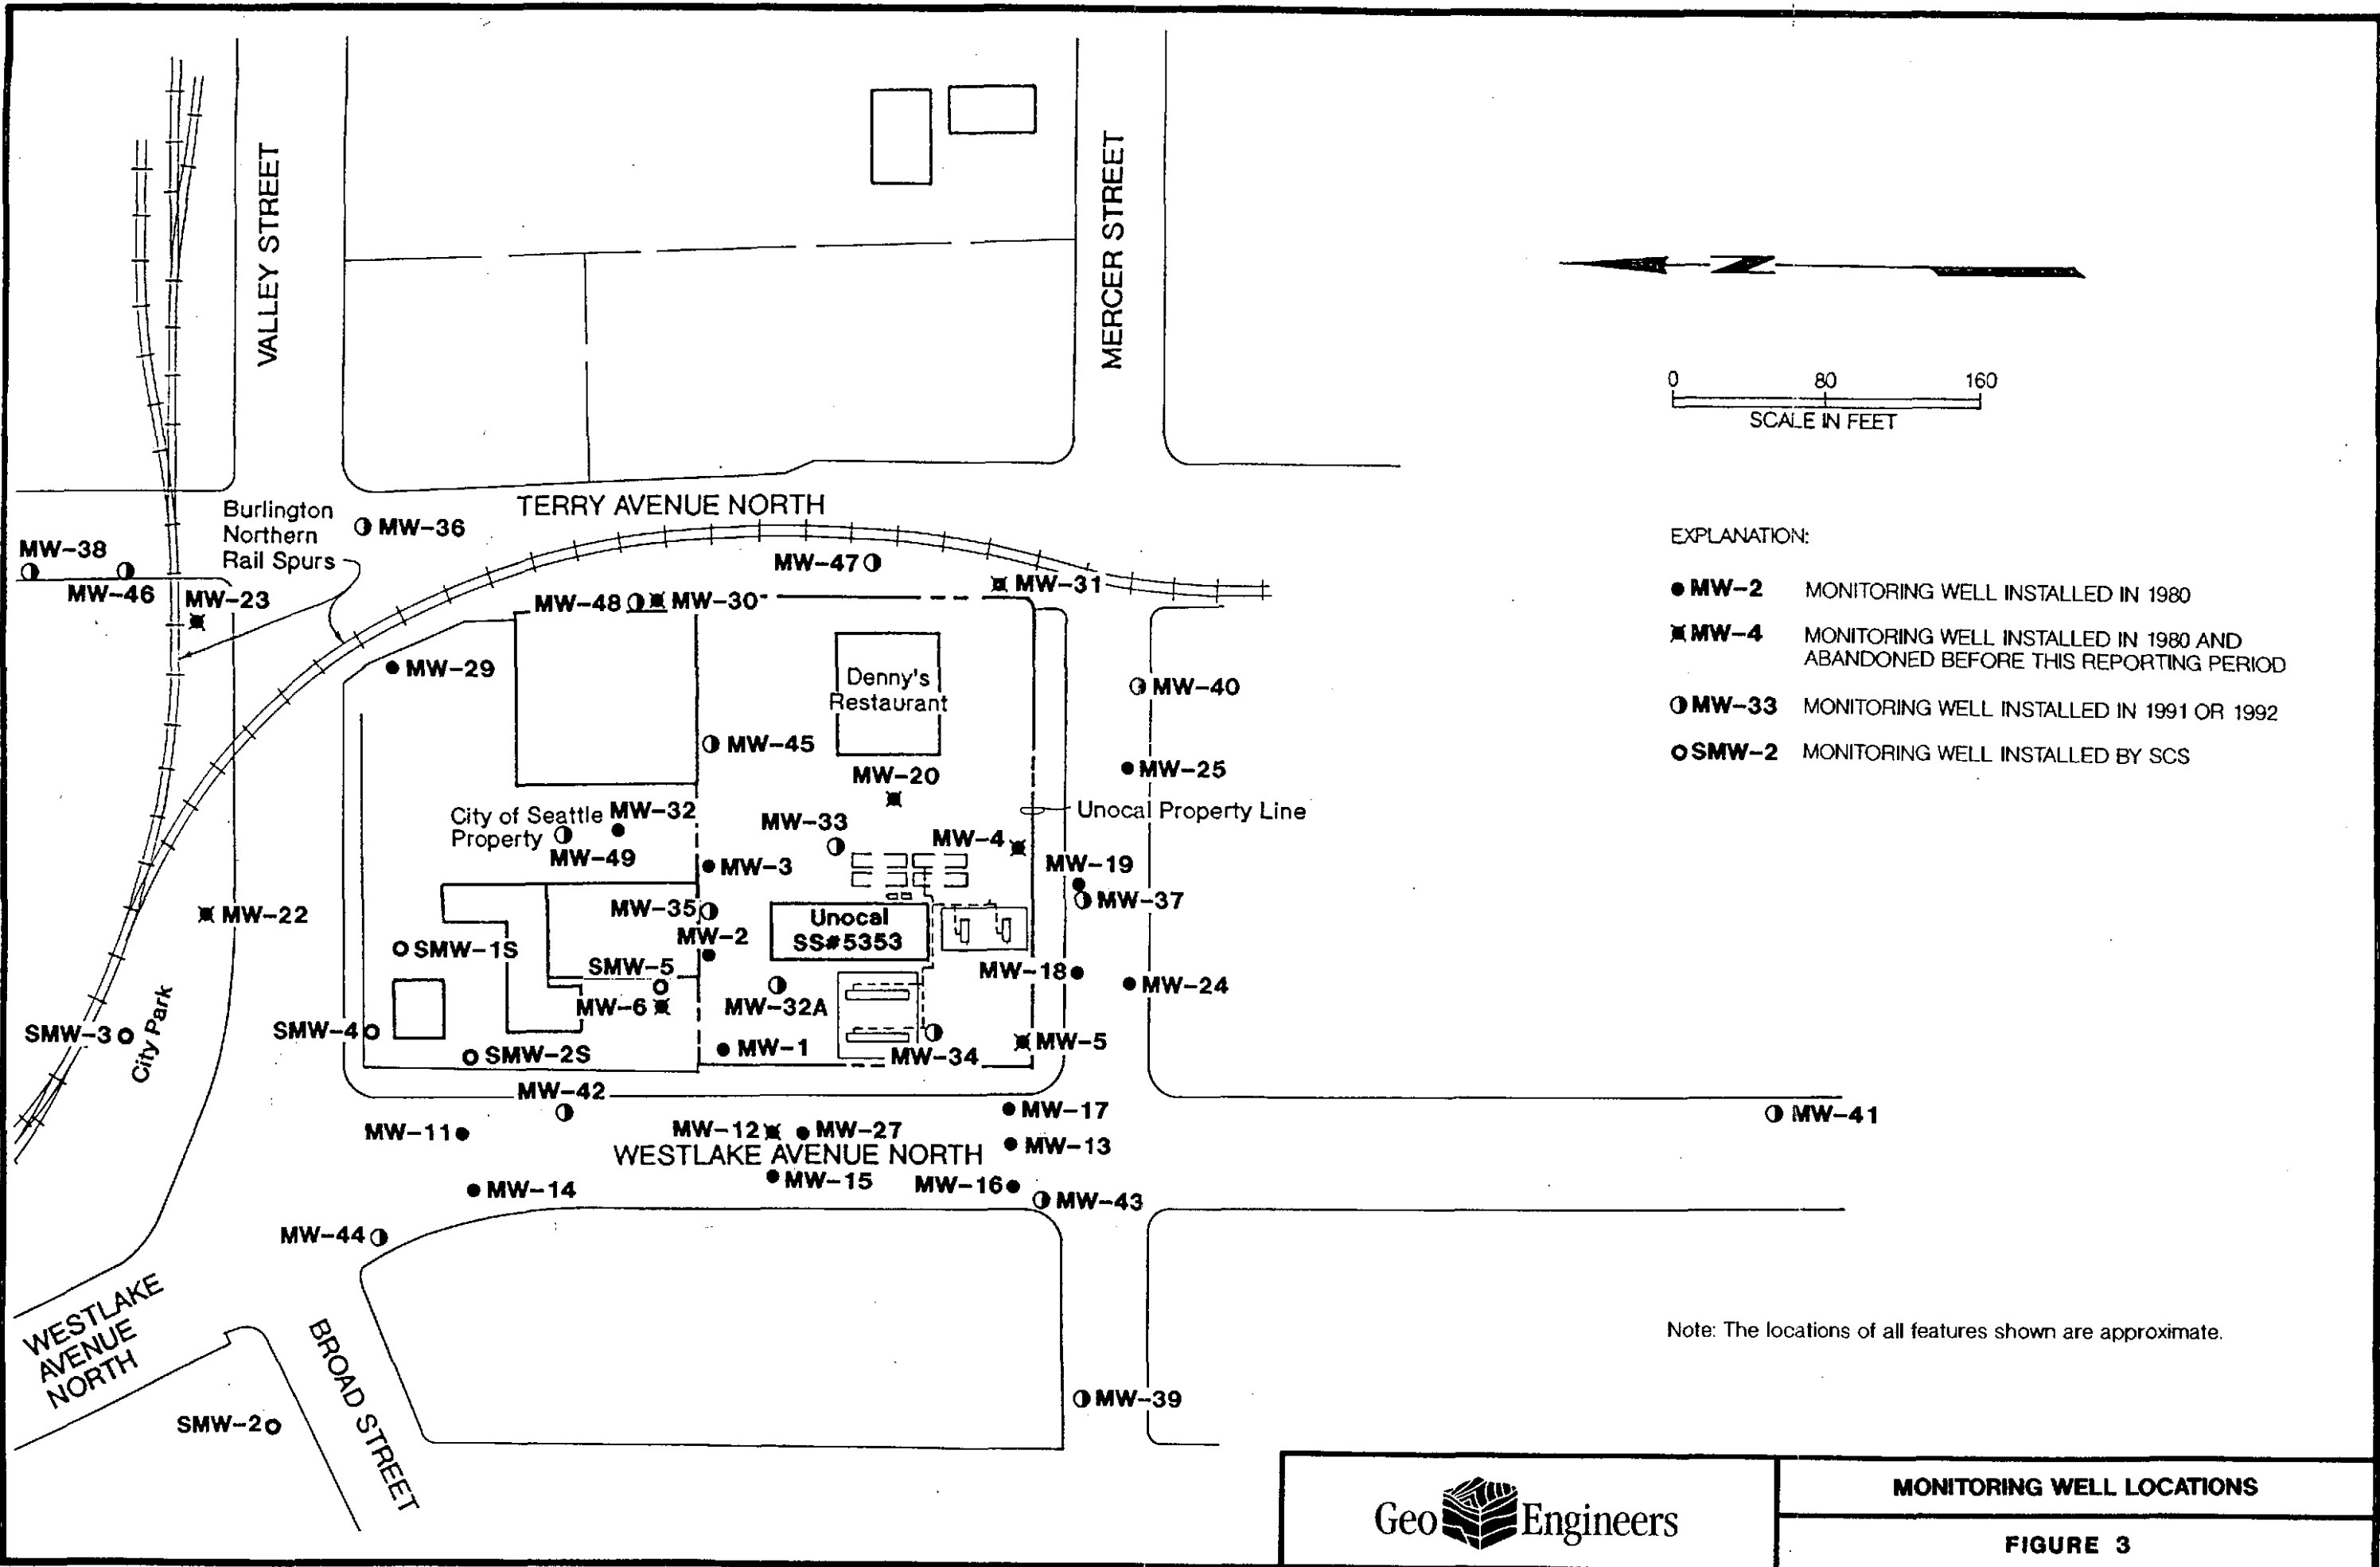 VALLEY STREET
MERCER STREET
N
0 80 160
SCALE IN FEET
TERRY AVENUE NORTH
Burlington
Northern
Rail Spurs
MW-36
MW-38
MW-46
MW-23
MW-47
MW-31
MW-48
MW-30
MW-29
Denny's
Restaurant
MW-40
MW-45
MW-25
MW-20
Unocal Property Line
City of Seattle
Property
MW-32
MW-49
MW-33
MW-4
MW-3
MW-19
MW-37
MW-22
MW-35
Unocal
SS#5353
MW-2
SMW-1S
SMW-5
MW-18
MW-24
MW-6
MW-32A
City Park
SMW-3
SMW-4
SMW-2S
MW-1
MW-34
MW-5
MW-42
MW-17
MW-41
MW-11
MW-12
MW-27
MW-13
WESTLAKE AVENUE NORTH
MW-15
MW-16
MW-14
MW-43
MW-44
WESTLAKE
AVENUE
NORTH
BROAD STREET
SMW-2
MW-39
EXPLANATION:
MW-2 MONITORING WELL INSTALLED IN 1980
MW-4 MONITORING WELL INSTALLED IN 1980 AND
ABANDONED BEFORE THIS REPORTING PERIOD
MW-33 MONITORING WELL INSTALLED IN 1991 OR 1992
SMW-2 MONITORING WELL INSTALLED BY SCS
Note: The locations of all features shown are approximate.
Geo Engineers
MONITORING WELL LOCATIONS
FIGURE 3